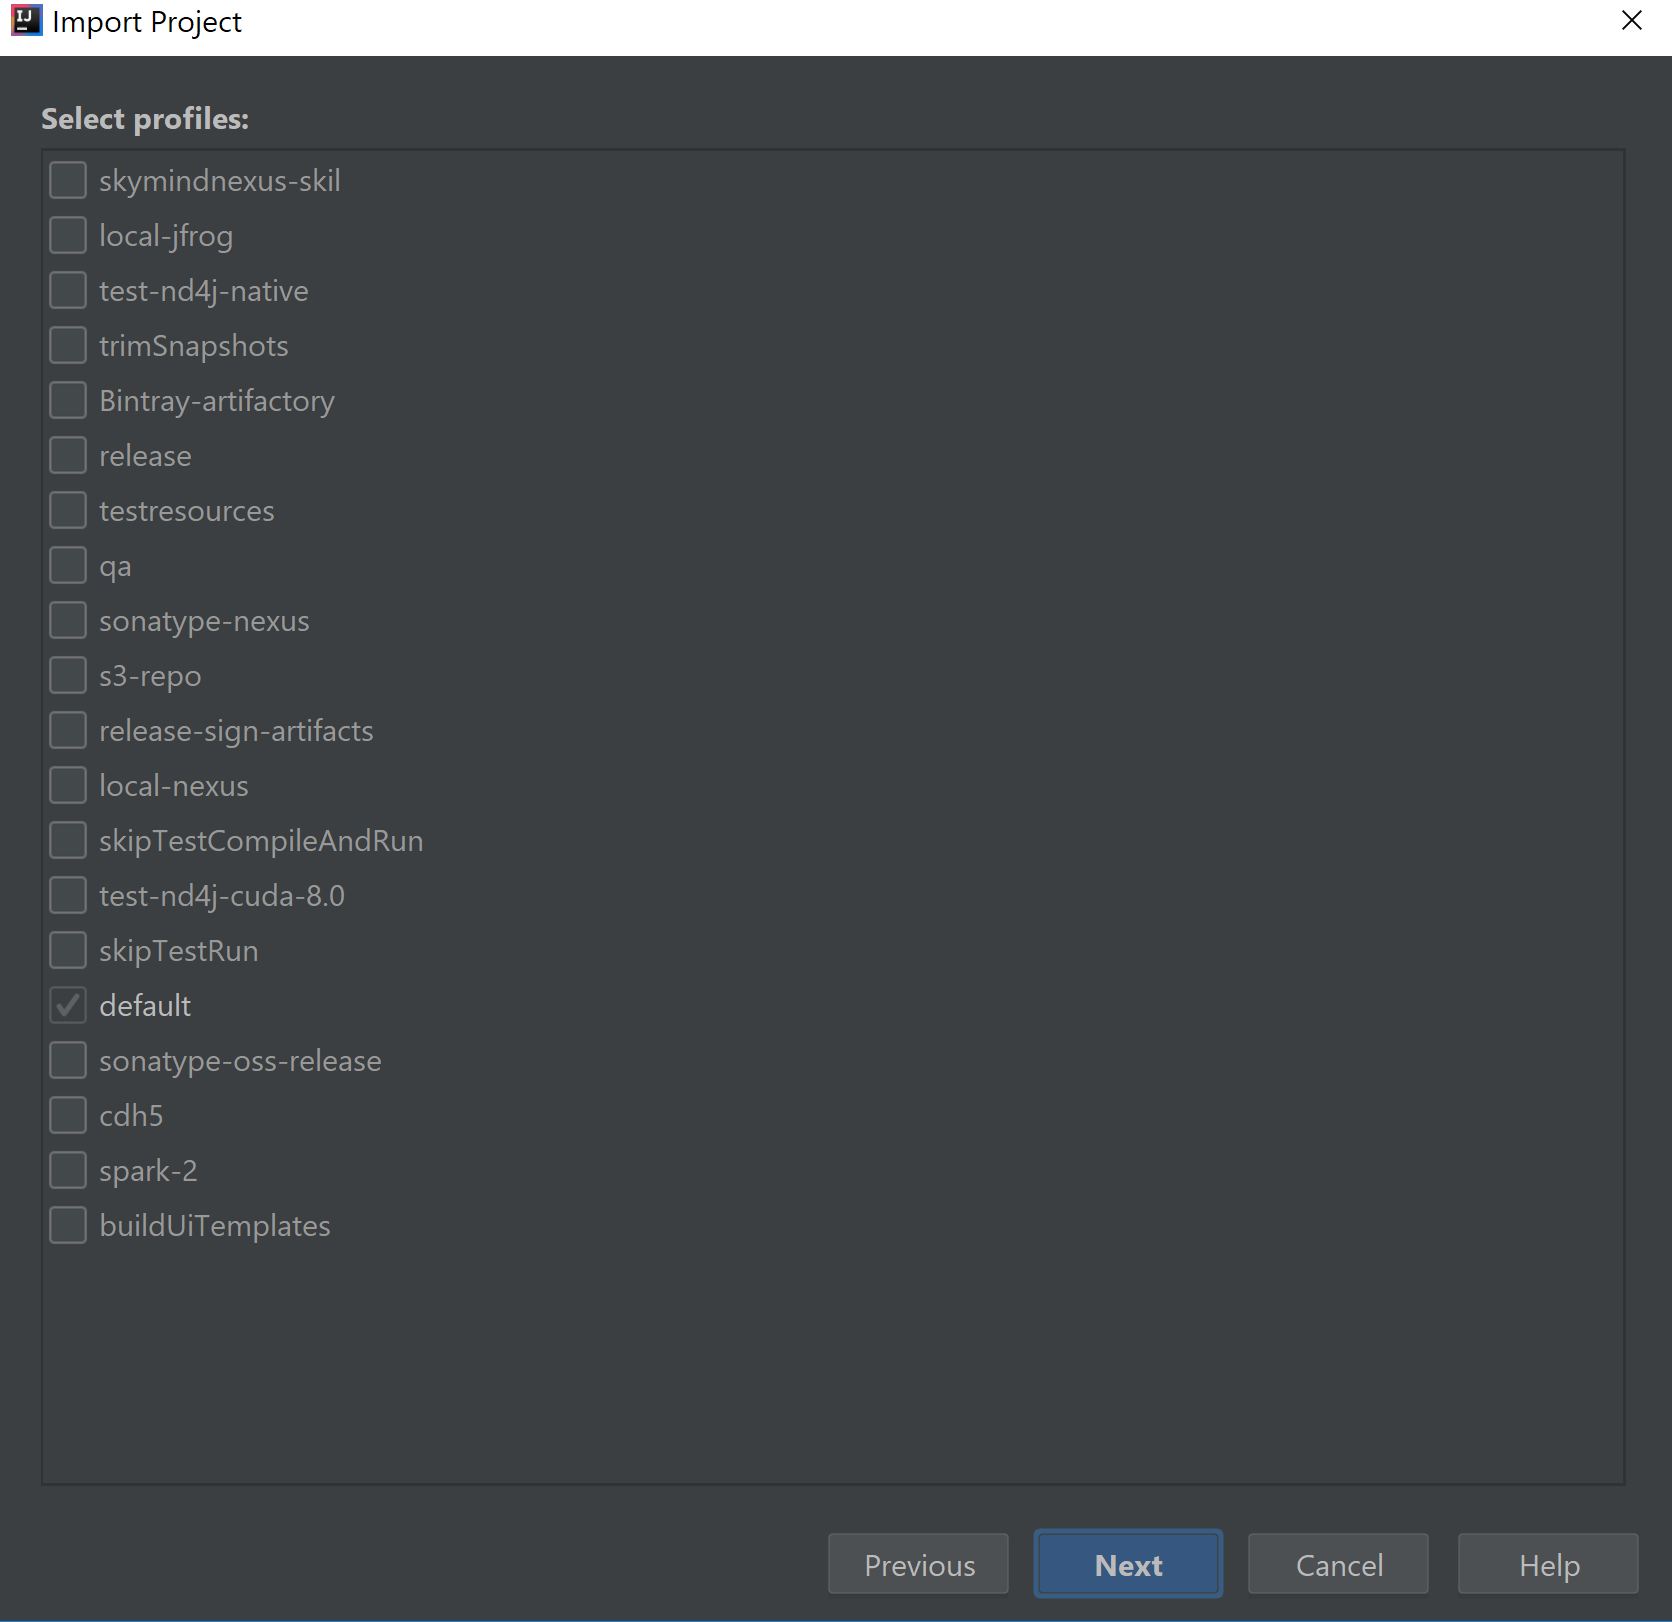 IJ Import Project
Select profiles:
skymindnexus-skil
local-jfrog
test-nd4j-native
trimSnapshots
Bintray-artifactory
release
testresources
qa
sonatype-nexus
s3-repo
release-sign-artifacts
local-nexus
skipTestCompileAndRun
test-nd4j-cuda-8.0
skipTestRun
default
sonatype-oss-release
cdh5
spark-2
buildUiTemplates
Previous Next Cancel Help